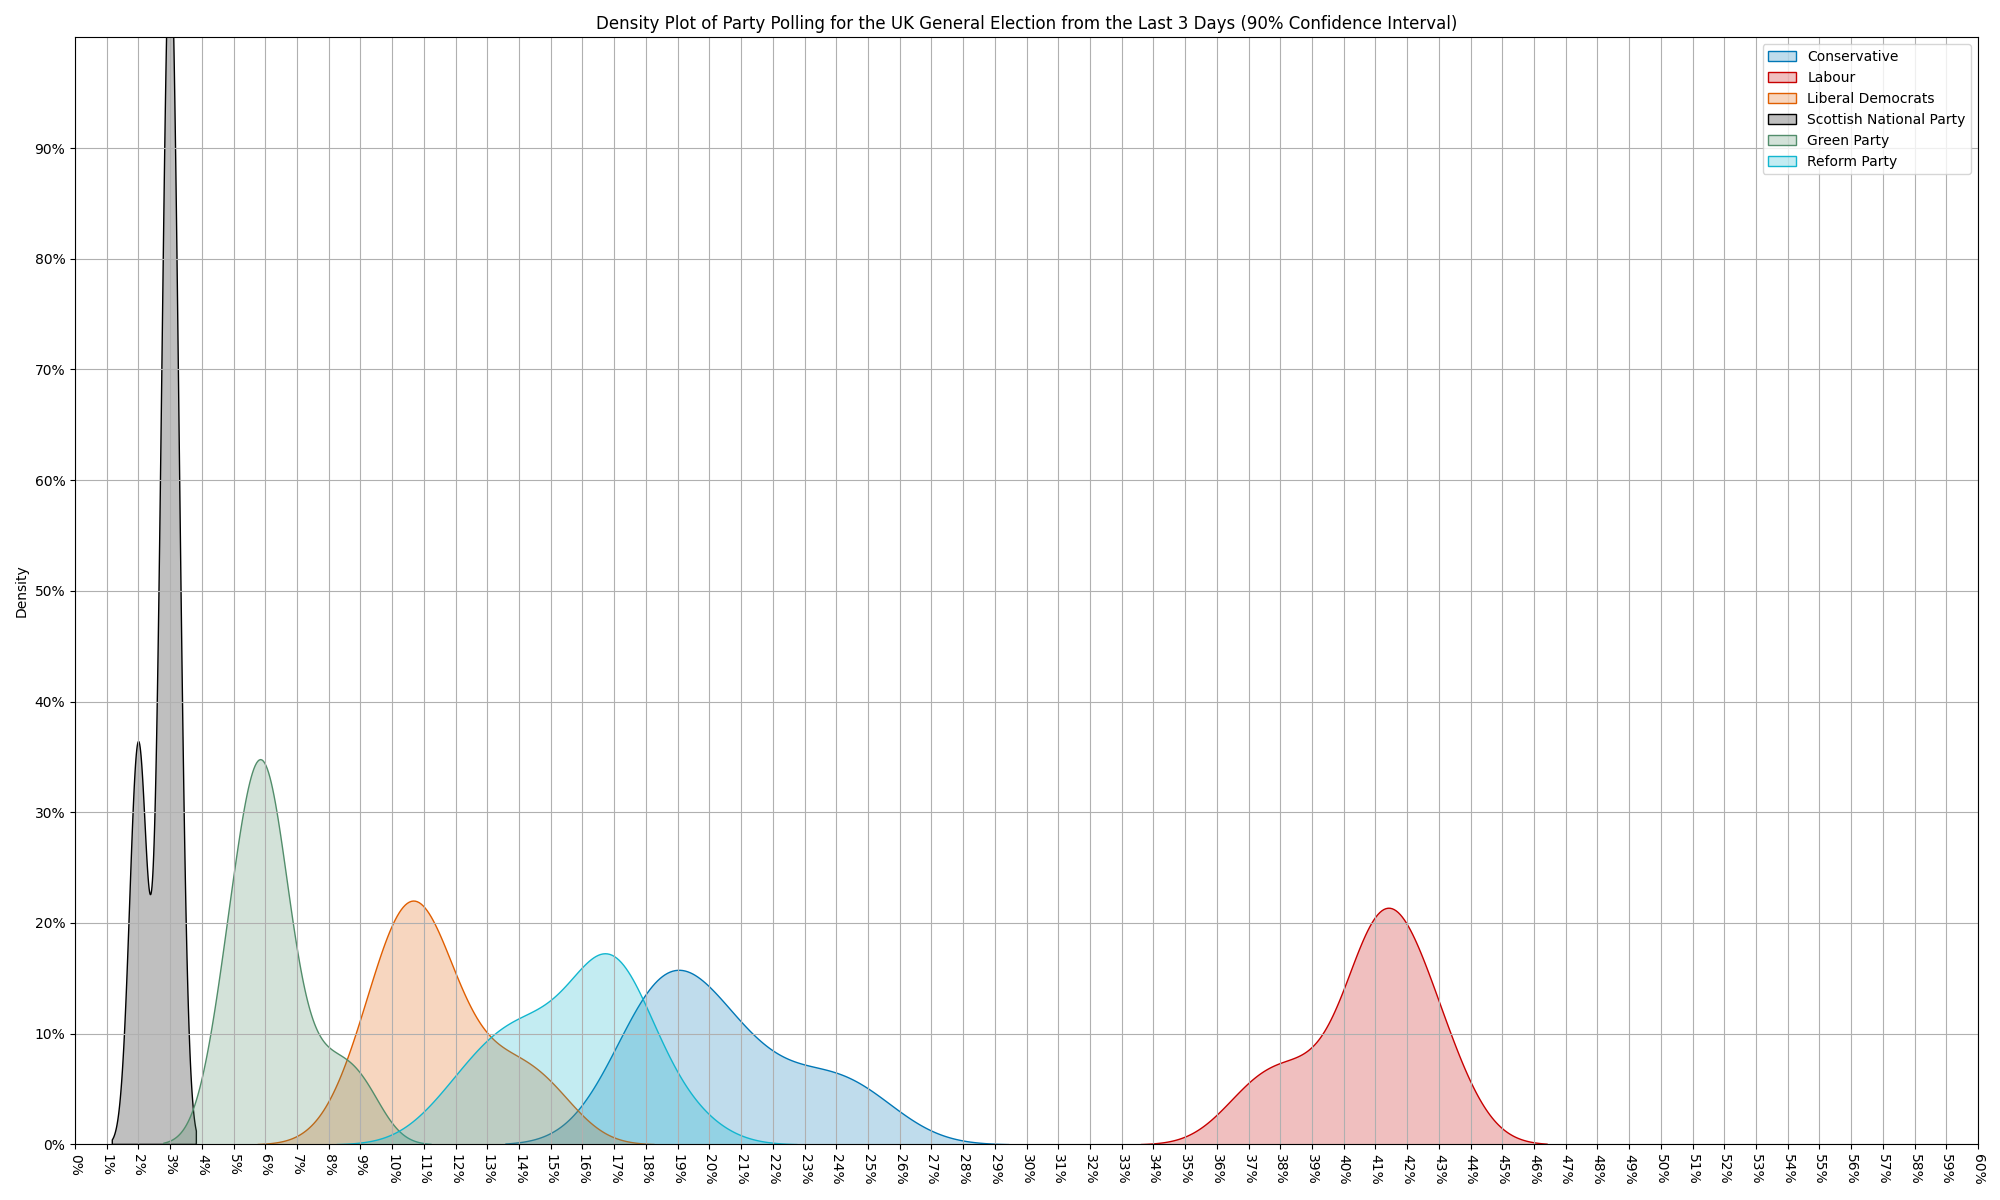 Density Plot of Party Polling for the UK General Election from the Last 3 Days (90% Confidence Interval)
Conservative
Labour
Liberal Democrats
Scottish National Party
Green Party
Reform Party
90%
80%
70%
60%
50%
40%
30%
20%
10%
0%
Density
0% 1% 2% 3% 4% 5% 6% 7% 8% 9% 10% 11% 12% 13% 14% 15% 16% 17% 18% 19% 20% 21% 22% 23% 24% 25% 26% 27% 28% 29% 30% 31% 32% 33% 34% 35% 36% 37% 38% 39% 40% 41% 42% 43% 44% 45% 46% 47% 48% 49% 50% 51% 52% 53% 54% 55% 56% 57% 58% 59% 60%